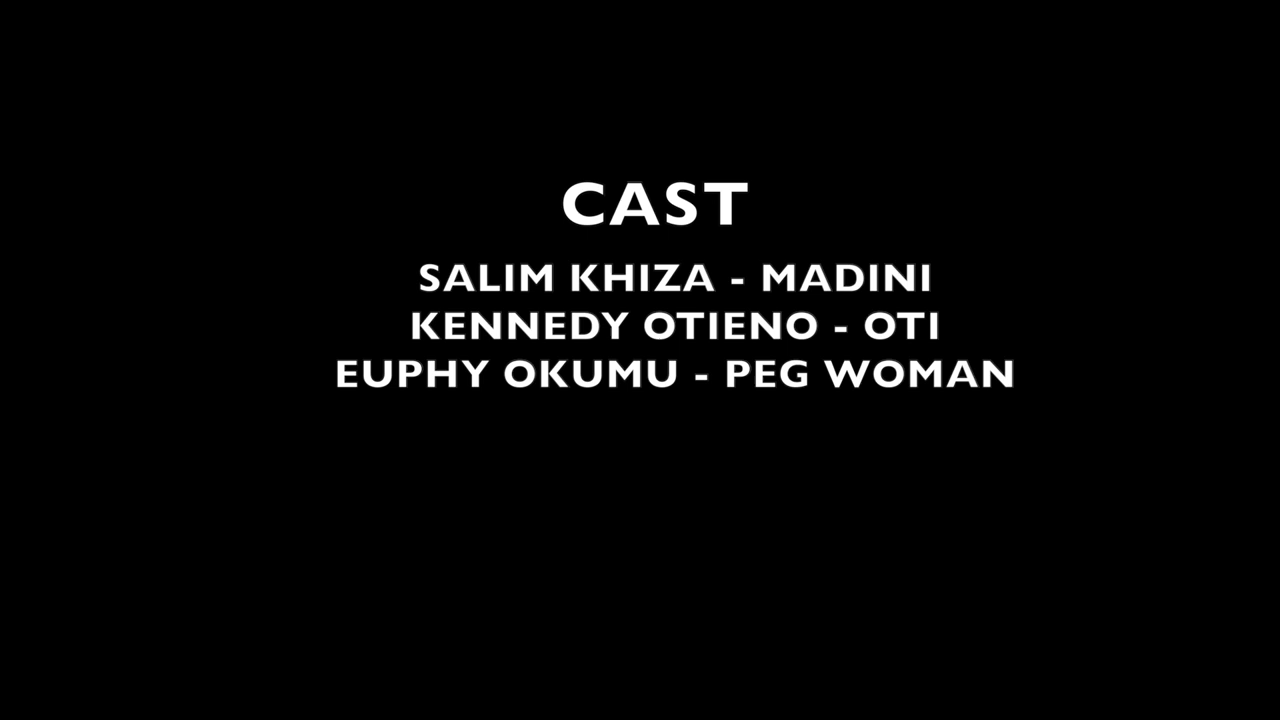 CAST
SALIM KHIZA - MADINI
KENNEDY OTIENO - OTI
EUPHY OKUMU - PEG WOMAN